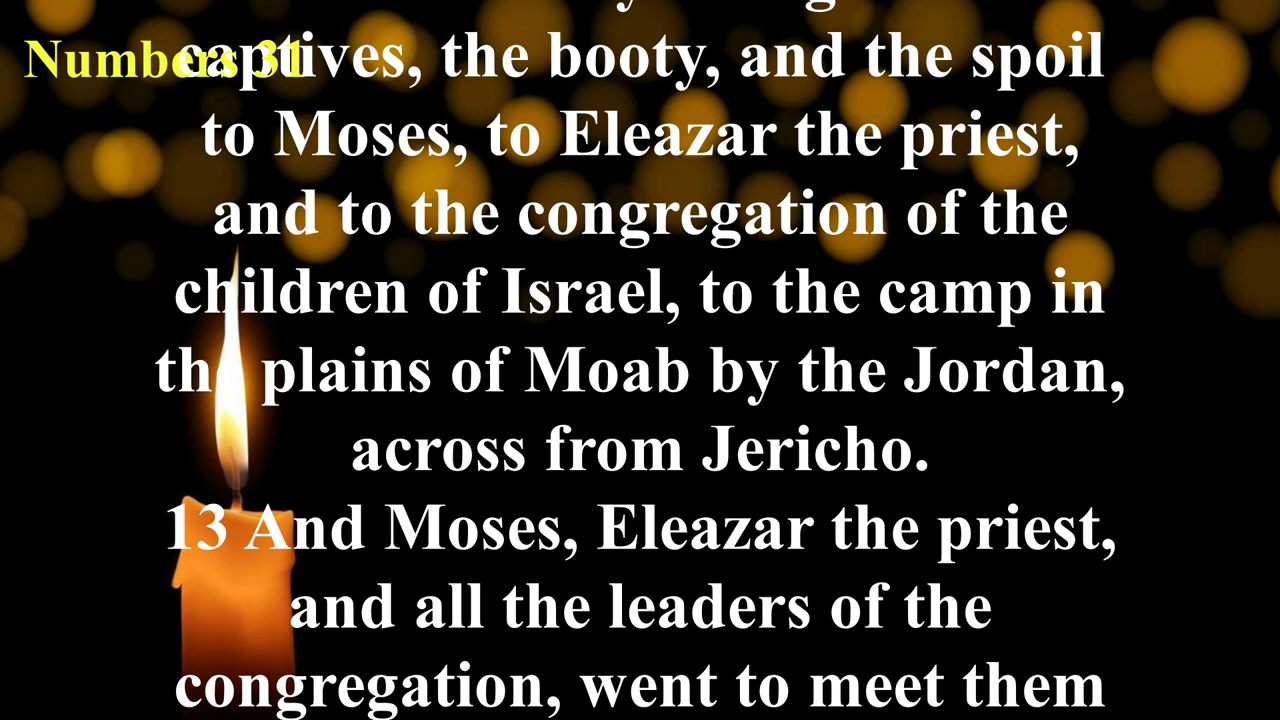 Numbers 31
captives, the booty, and the spoil
to Moses, to Eleazar the priest,
and to the congregation of the
children of Israel, to the camp in
the plains of Moab by the Jordan,
across from Jericho.
13 And Moses, Eleazar the priest,
and all the leaders of the
congregation, went to meet them